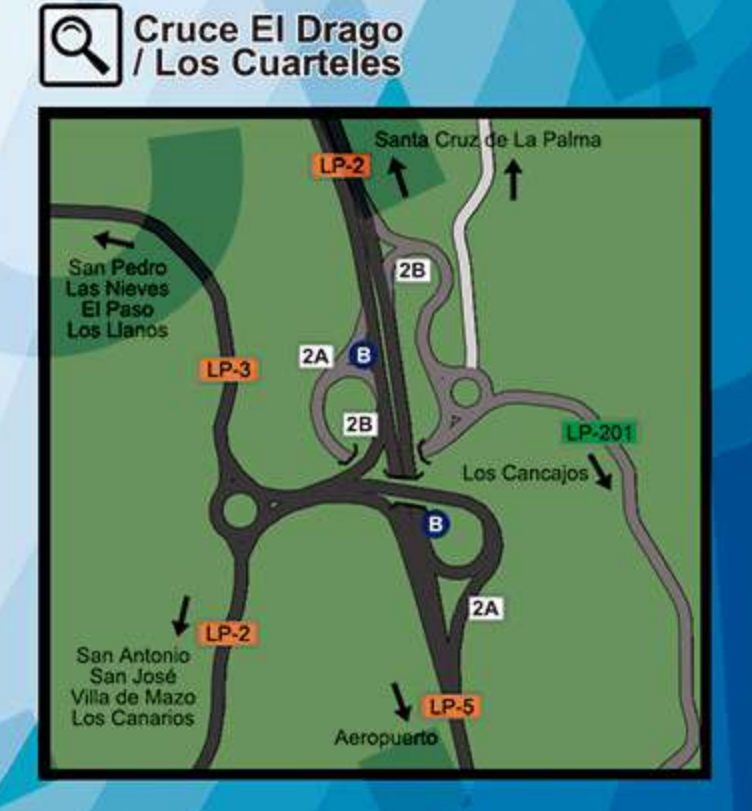 Cruce El Drago
/ Los Cuarteles
Santa Cruz de La Palma
LP-2
San Pedro
Las Nieves
El Paso
Los Llanos
2B
2A
B
LP-3
2B
LP-201
Los Cancajos
B
2A
LP-2
San Antonio
San José
Villa de Mazo
Los Canarios
LP-5
Aeropuerto